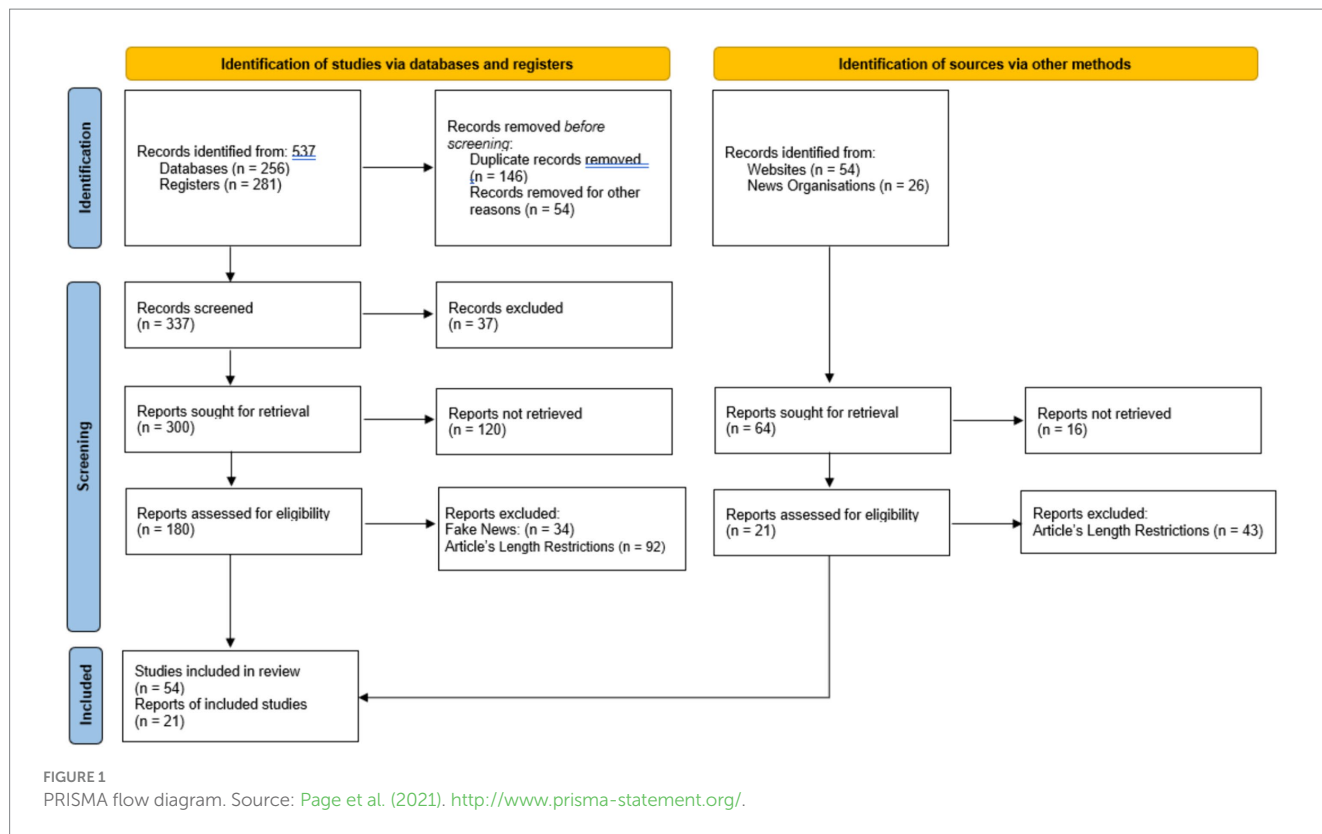 Identification of studies via databases and registers
Identification of sources via other methods
Identification
Records identified from: 537
Databases (n = 256)
Registers (n = 281)
Records removed before
screening:
Duplicate records removed
(n = 146)
Records removed for other
reasons (n = 54)
Records identified from:
Websites (n = 54)
News Organisations (n = 26)
Screening
Records screened
(n = 337)
Records excluded
(n = 37)
Reports sought for retrieval
(n = 300)
Reports not retrieved
(n = 120)
Reports sought for retrieval
(n = 64)
Reports not retrieved
(n = 16)
Reports assessed for eligibility
(n = 180)
Reports excluded:
Fake News: (n = 34)
Article's Length Restrictions (n = 92)
Reports assessed for eligibility
(n = 21)
Reports excluded:
Article's Length Restrictions (n = 43)
Included
Studies included in review
(n = 54)
Reports of included studies
(n = 21)
FIGURE 1
PRISMA flow diagram. Source: Page et al. (2021). http://www.prisma-statement.org/.